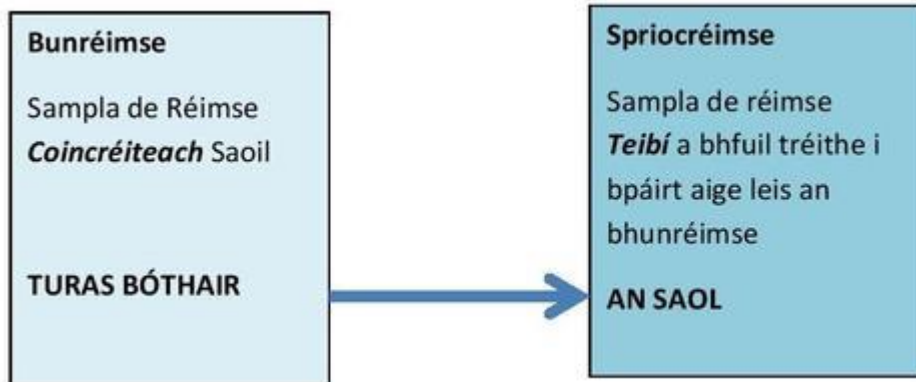 Bunréimse
Sampla de Réimse
Coincréiteach Saoil
TURAS BÓTHAIR
Spriocréimse
Sampla de réimse
Teibí a bhfuil tréithe i
bpáirt aige leis an
bhunréimse
AN SAOL